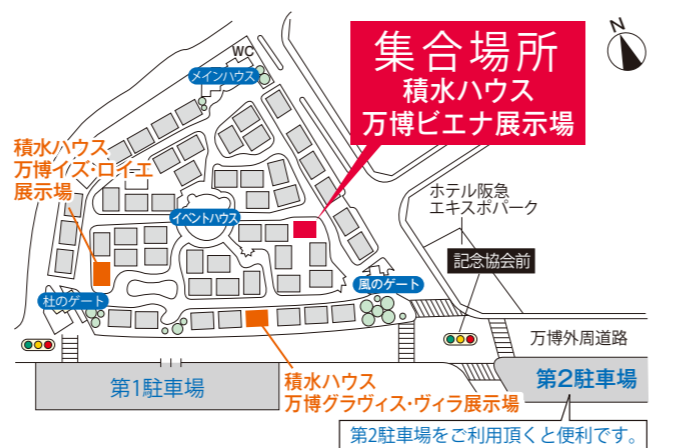 N
集合場所
積水ハウス
万博ビエナ展示場
WC
メインハウス
積水ハウス
万博イズ・ロイエ
展示場
イベントハウス
ホテル阪急
エキスポパーク
記念協会前
風のゲート
杜のゲート
万博外周道路
第1駐車場
積水ハウス
万博グラヴィス・ヴィラ展示場
第2駐車場
第2駐車場をご利用頂くと便利です。